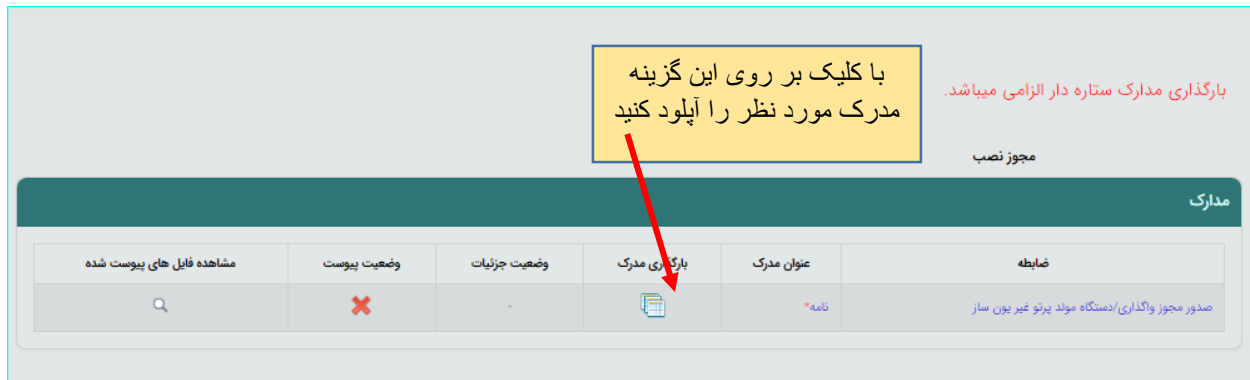 با کلیک بر روی این گزینه
مدرک مورد نظر را آپلود کنید
بارگذاری مدارک ستاره دار الزامی میباشد.
مجوز نصب
مدارک
ضابطه
عنوان مدرک
بارگذاری مدرک
وضعیت جزئیات
وضعیت پیوست
مشاهده فایل های پیوست شده
صدور مجوز واگذاری/دستگاه مولد پرتو غیر یون ساز
نامه*
-